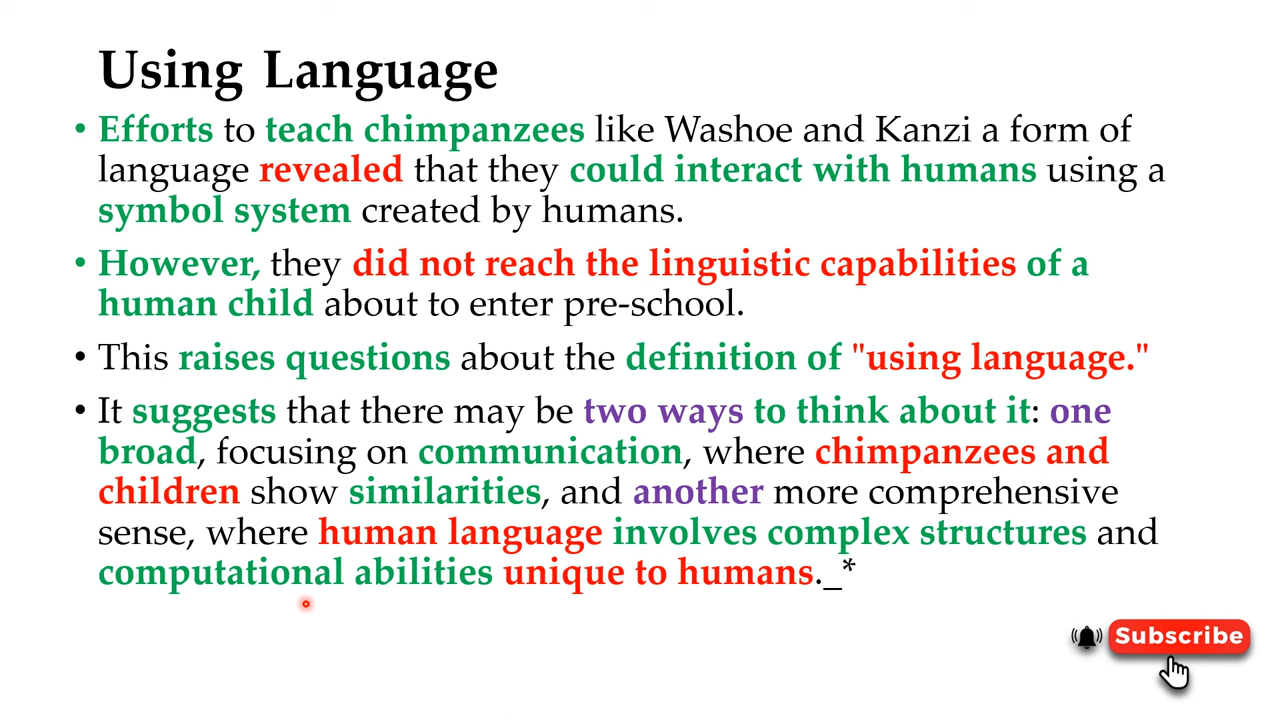 Using Language
• Efforts to teach chimpanzees like Washoe and Kanzi a form of
language revealed that they could interact with humans using a
symbol system created by humans.
• However, they did not reach the linguistic capabilities of a
human child about to enter pre-school.
• This raises questions about the definition of "using language."
• It suggests that there may be two ways to think about it: one
broad, focusing on communication, where chimpanzees and
children show similarities, and another more comprehensive
sense, where human language involves complex structures and
computational abilities unique to humans._*
Subscribe